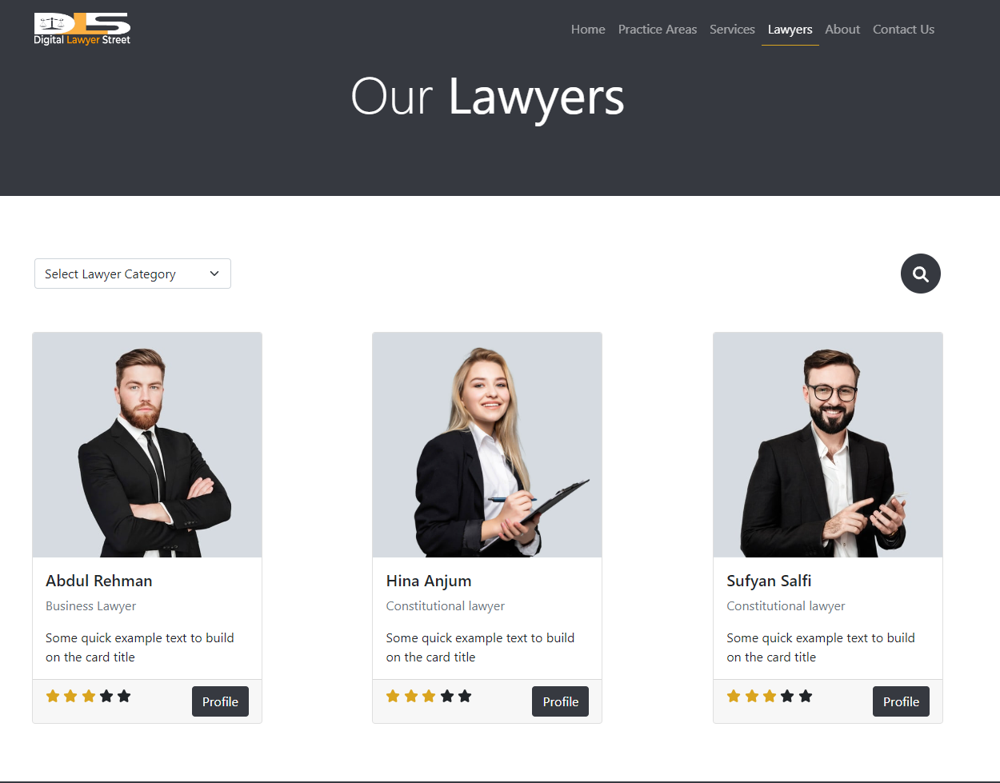 DLS
Digital Lawyer Street
Home Practice Areas Services Lawyers About Contact Us
Our Lawyers
Select Lawyer Category
Abdul Rehman
Business Lawyer
Some quick example text to build
on the card title
Profile
Hina Anjum
Constitutional lawyer
Some quick example text to build
on the card title
Profile
Sufyan Salfi
Constitutional lawyer
Some quick example text to build
on the card title
Profile